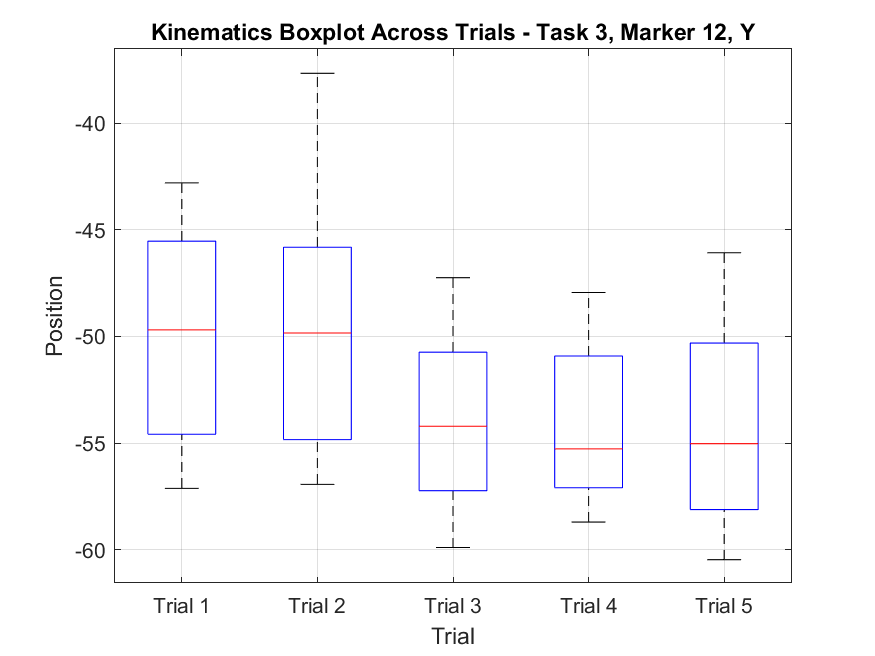 Kinematics Boxplot Across Trials - Task 3, Marker 12, Y
-40
-45
-50
-55
-60
Position
Trial 1 Trial 2 Trial 3 Trial 4 Trial 5
Trial